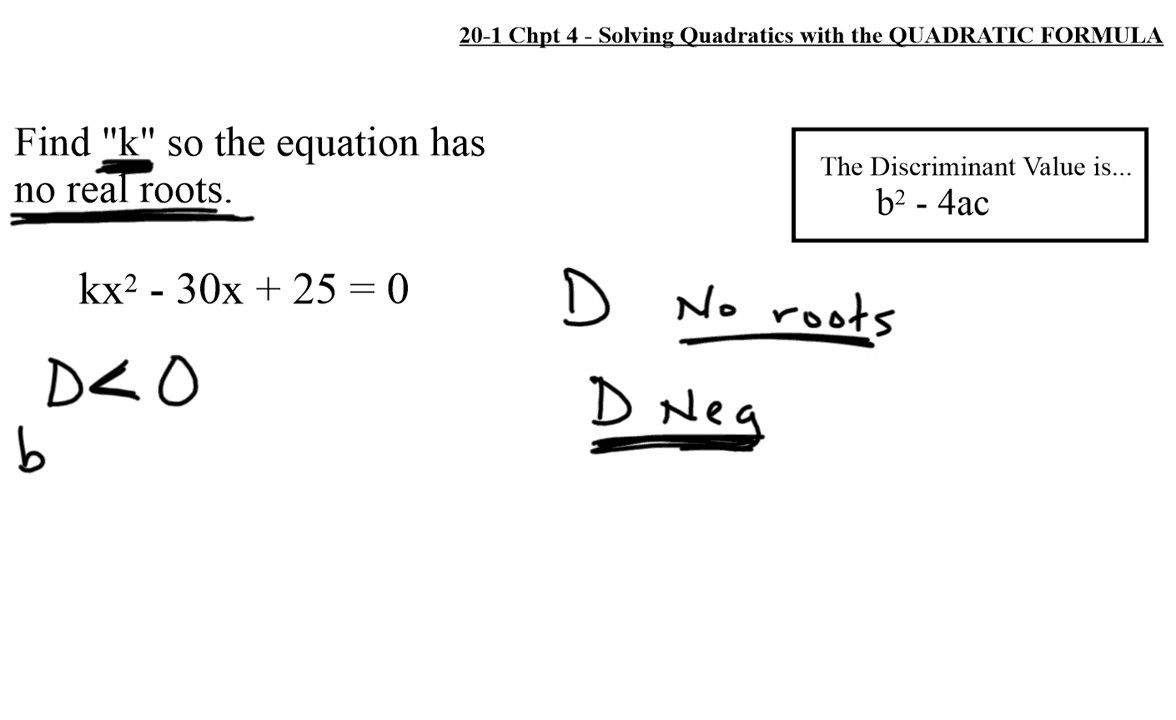 20-1 Chpt 4 - Solving Quadratics with the QUADRATIC FORMULA
Find "k" so the equation has
no real roots.
The Discriminant Value is...
b² - 4ac
kx² - 30x + 25 = 0
D No roots
D < 0
D Neg
b